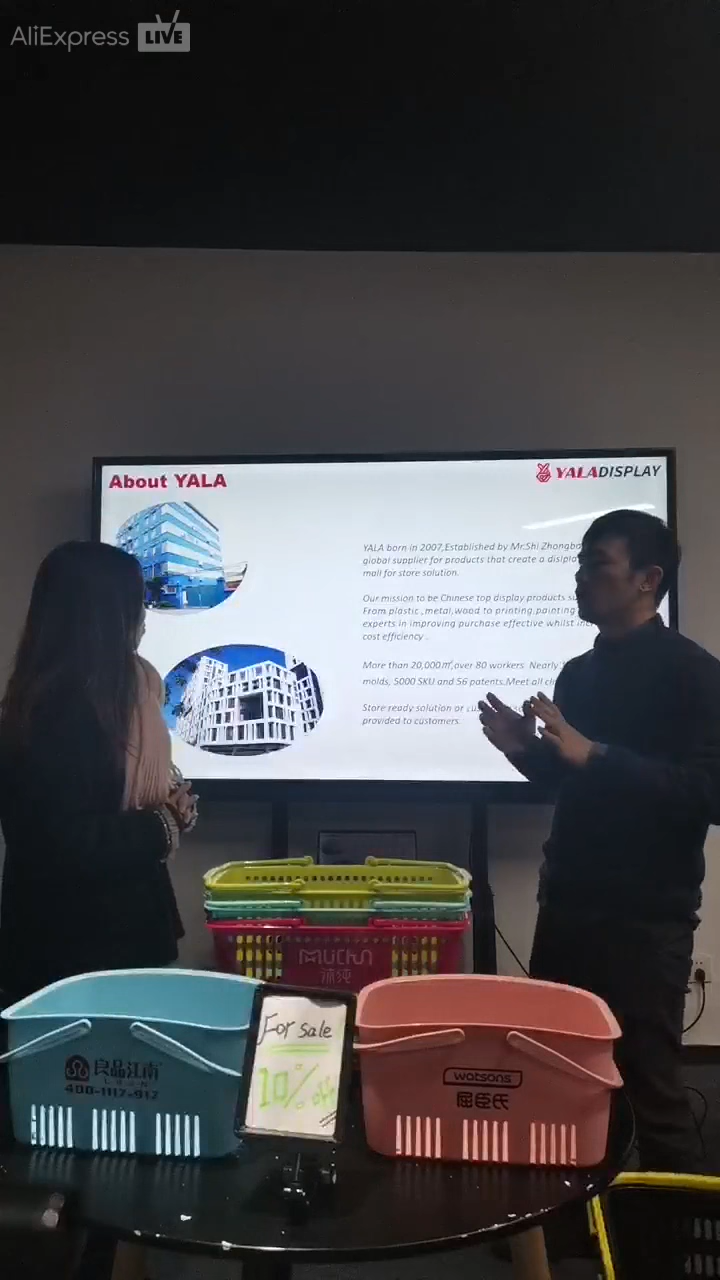 AliExpress LIVE
About YALA
YALADISPLAY
YALA born in 2007,Established by Mr.Shi
global supplier for products that create a
mall for store solution.
Our mission to be Chinese top display products
From plastic ,metal,wood to printing,painting
experts in improving purchase effective whilst
cost efficiency .
More than 20,000㎡,over 80 workers. Nearly
molds, 5000 SKU and 56 patents.Meet all
Store ready solution or
provided to customers.
MUCHN
沐纯
良品江南
400-1117-917
For sale
10% off
watsons
屈臣氏